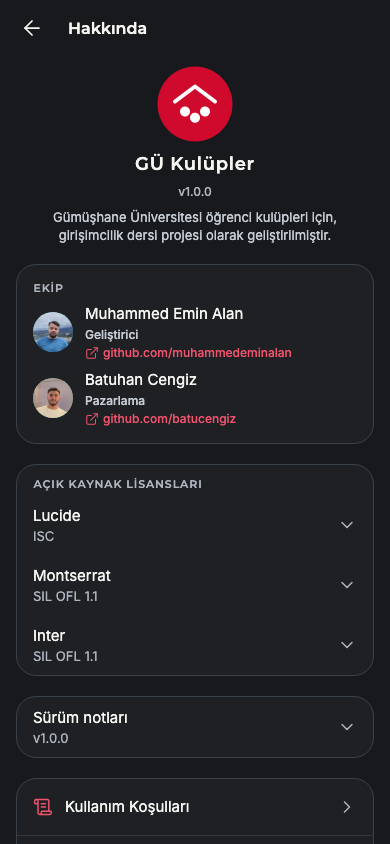 Hakkında
GÜ Kulüpler
v1.0.0
Gümüşhane Üniversitesi öğrenci kulüpleri için,
girişimcilik dersi projesi olarak geliştirilmiştir.
EKİP
Muhammed Emin Alan
Geliştirici
github.com/muhammedeminalan
Batuhan Cengiz
Pazarlama
github.com/batucengiz
AÇIK KAYNAK LİSANSLARI
Lucide
ISC
Montserrat
SIL OFL 1.1
Inter
SIL OFL 1.1
Sürüm notları
v1.0.0
Kullanım Koşulları